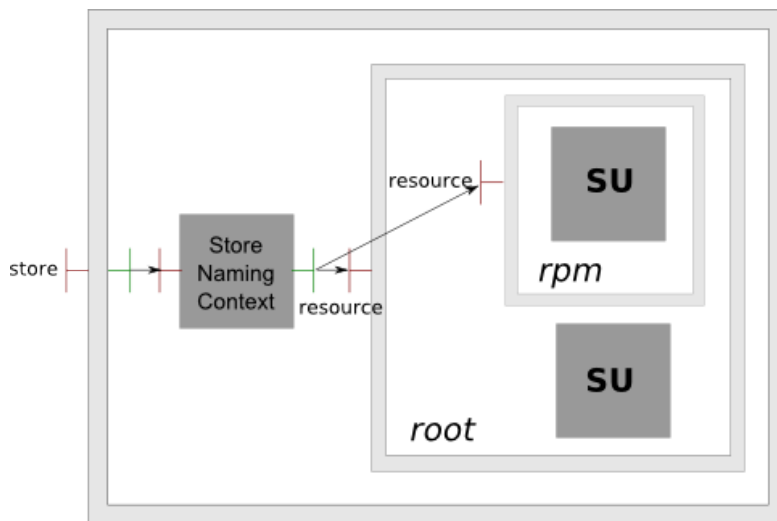 SU
resource
Store
Naming
Context
store
rpm
resource
SU
root